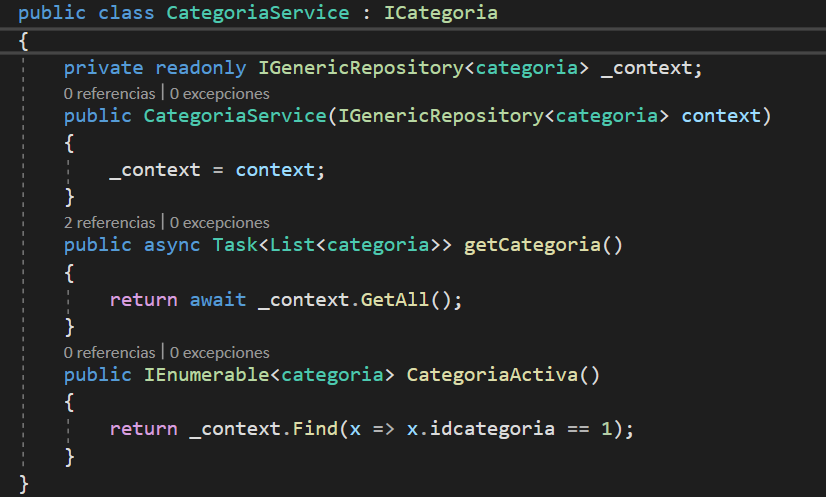 public class CategoriaService : ICategoria
{
private readonly IGenericRepository<categoria> _context;
0 referencias | 0 excepciones
public CategoriaService(IGenericRepository<categoria> context)
{
_context = context;
}
2 referencias | 0 excepciones
public async Task<List<categoria>> getCategoria()
{
return await _context.GetAll();
}
0 referencias | 0 excepciones
public IEnumerable<categoria> CategoriaActiva()
{
return _context.Find(x => x.idcategoria == 1);
}
}